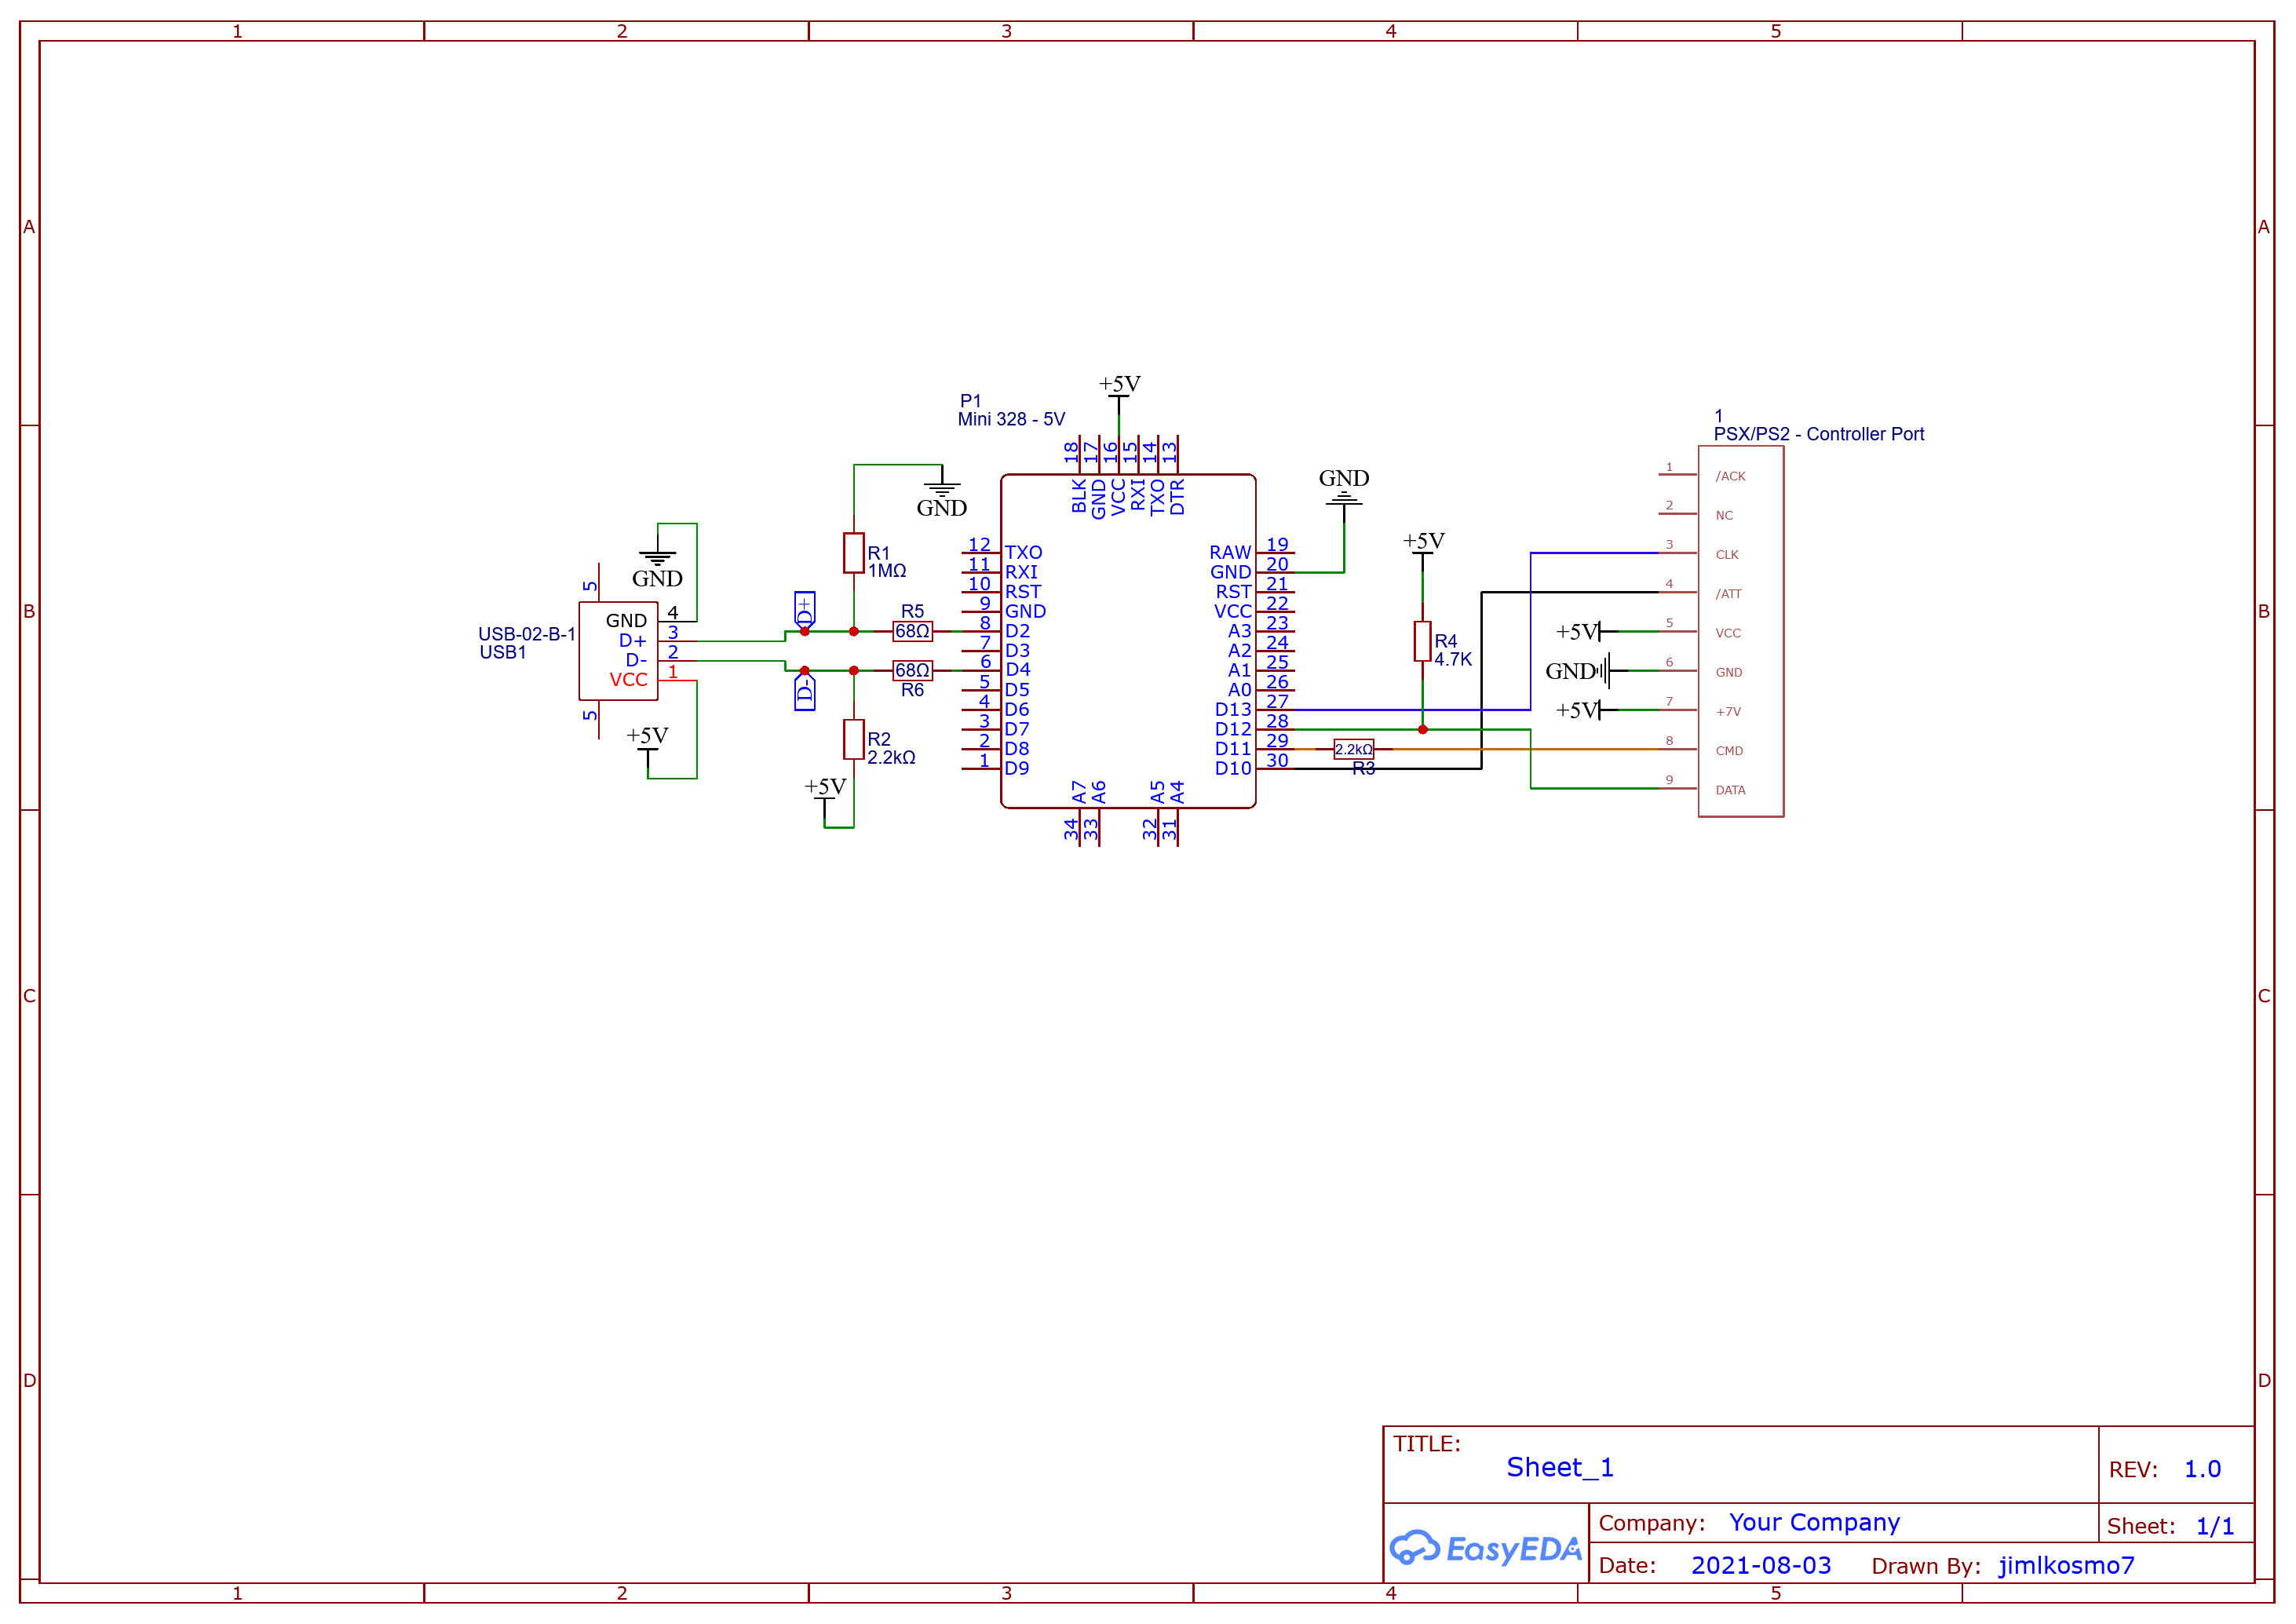 1 2 3 4 5
A A
B B
C C
D D
+5V
P1
Mini 328 - 5V
18 17 16 15 14 13
BLK GND VCC RXI TXO DTR
12 TXO
11 RXI
10 RST
9 GND
8 D2
7 D3
6 D4
5 D5
4 D6
3 D7
2 D8
1 D9
RAW 19
GND 20
RST 21
VCC 22
A3 23
A2 24
A1 25
A0 26
D13 27
D12 28
D11 29
D10 30
A7 A6 A5 A4
34 33 32 31
GND
R1
1MΩ
GND
5
USB-02-B-1
USB1
GND 4
D+ 3
D- 2
VCC 1
5
+5V
D+
D-
R5
68Ω
68Ω
R6
R2
2.2kΩ
+5V
GND
+5V
R4
4.7K
2.2kΩ
R3
1
PSX/PS2 - Controller Port
1 /ACK
2 NC
3 CLK
4 /ATT
+5V 5 VCC
GND 6 GND
+5V 7 +7V
8 CMD
9 DATA
TITLE:
Sheet_1
REV: 1.0
EasyEDA
Company: Your Company
Sheet: 1/1
Date: 2021-08-03 Drawn By: jimlkosmo7
1 2 3 4 5